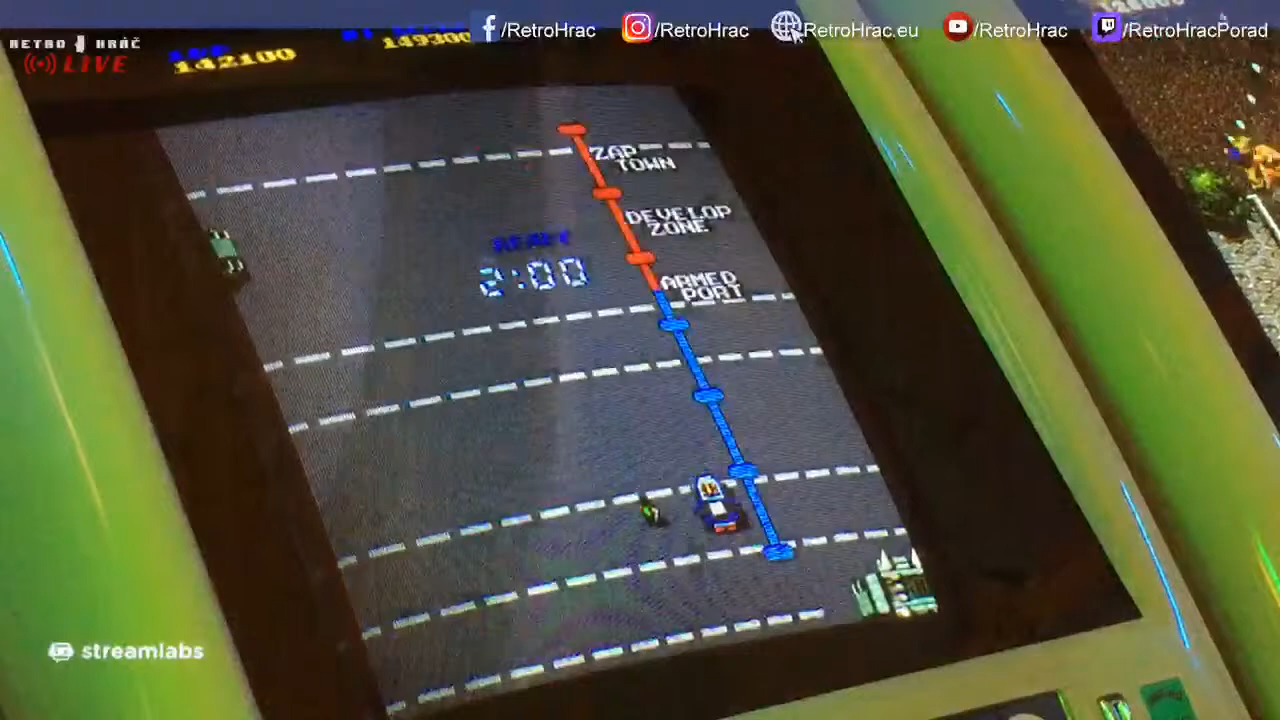 /RetroHrac
/RetroHrac
RetroHrac.eu
/RetroHrac
/RetroHracPorad
RETRO HRÁČ
LIVE
142100
149300
ZAP
TOWN
DEVELOP
ZONE
READY
2:00
ARMED
PORT
streamlabs